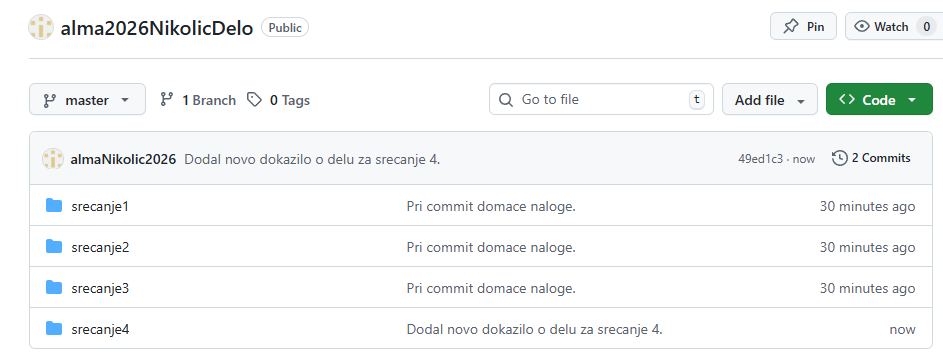 alma2026NikolicDelo Public Pin Watch 0
master 1 Branch 0 Tags Go to file t Add file Code
almaNikolic2026 Dodal novo dokazilo o delu za srecanje 4. 49ed1c3 · now 2 Commits
srecanje1 Pri commit domace naloge. 30 minutes ago
srecanje2 Pri commit domace naloge. 30 minutes ago
srecanje3 Pri commit domace naloge. 30 minutes ago
srecanje4 Dodal novo dokazilo o delu za srecanje 4. now